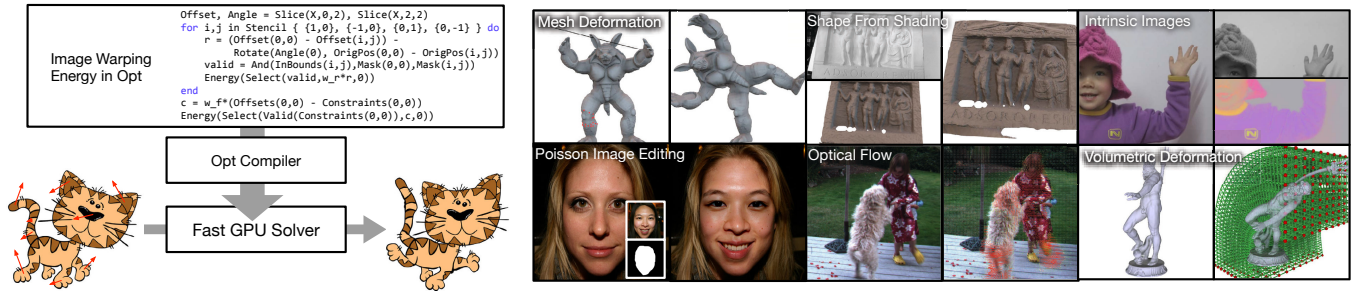 Image Warping
Energy in Opt
Offset, Angle = Slice(X,0,2), Slice(X,2,2)
for i,j in Stencil { {1,0}, {-1,0}, {0,1}, {0,-1} } do
r = (Offset(0,0) - Offset(i,j)) -
Rotate(Angle(0), OrigPos(0,0) - OrigPos(i,j))
valid = And(InBounds(i,j),Mask(0,0),Mask(i,j))
Energy(Select(valid,w_r*r,0))
end
c = w_f*(Offsets(0,0) - Constraints(0,0))
Energy(Select(Valid(Constraints(0,0)),c,0))
Opt Compiler
Fast GPU Solver
Mesh Deformation
Shape From Shading
Intrinsic Images
Poisson Image Editing
Optical Flow
Volumetric Deformation